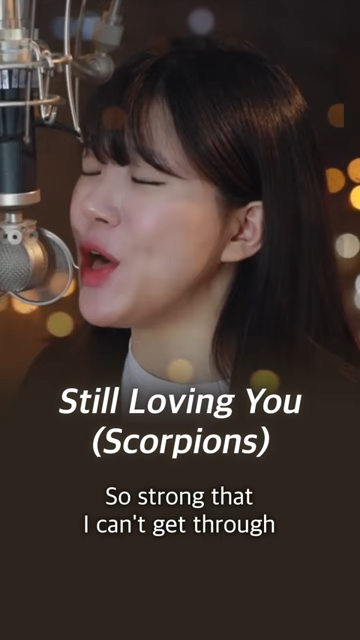 Still Loving You
(Scorpions)
So strong that
I can't get through